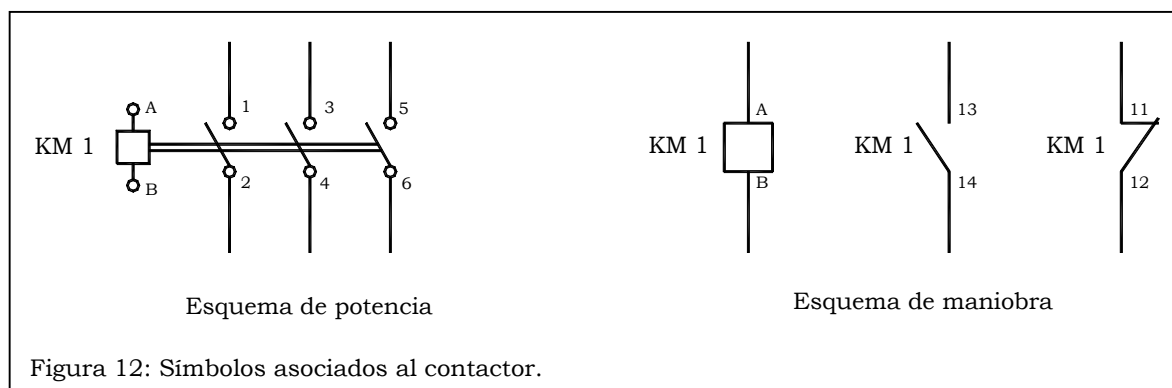 A
KM 1
B
1
3
5
2
4
6
Esquema de potencia
A
KM 1
B
13
KM 1
14
11
KM 1
12
Esquema de maniobra
Figura 12: Símbolos asociados al contactor.